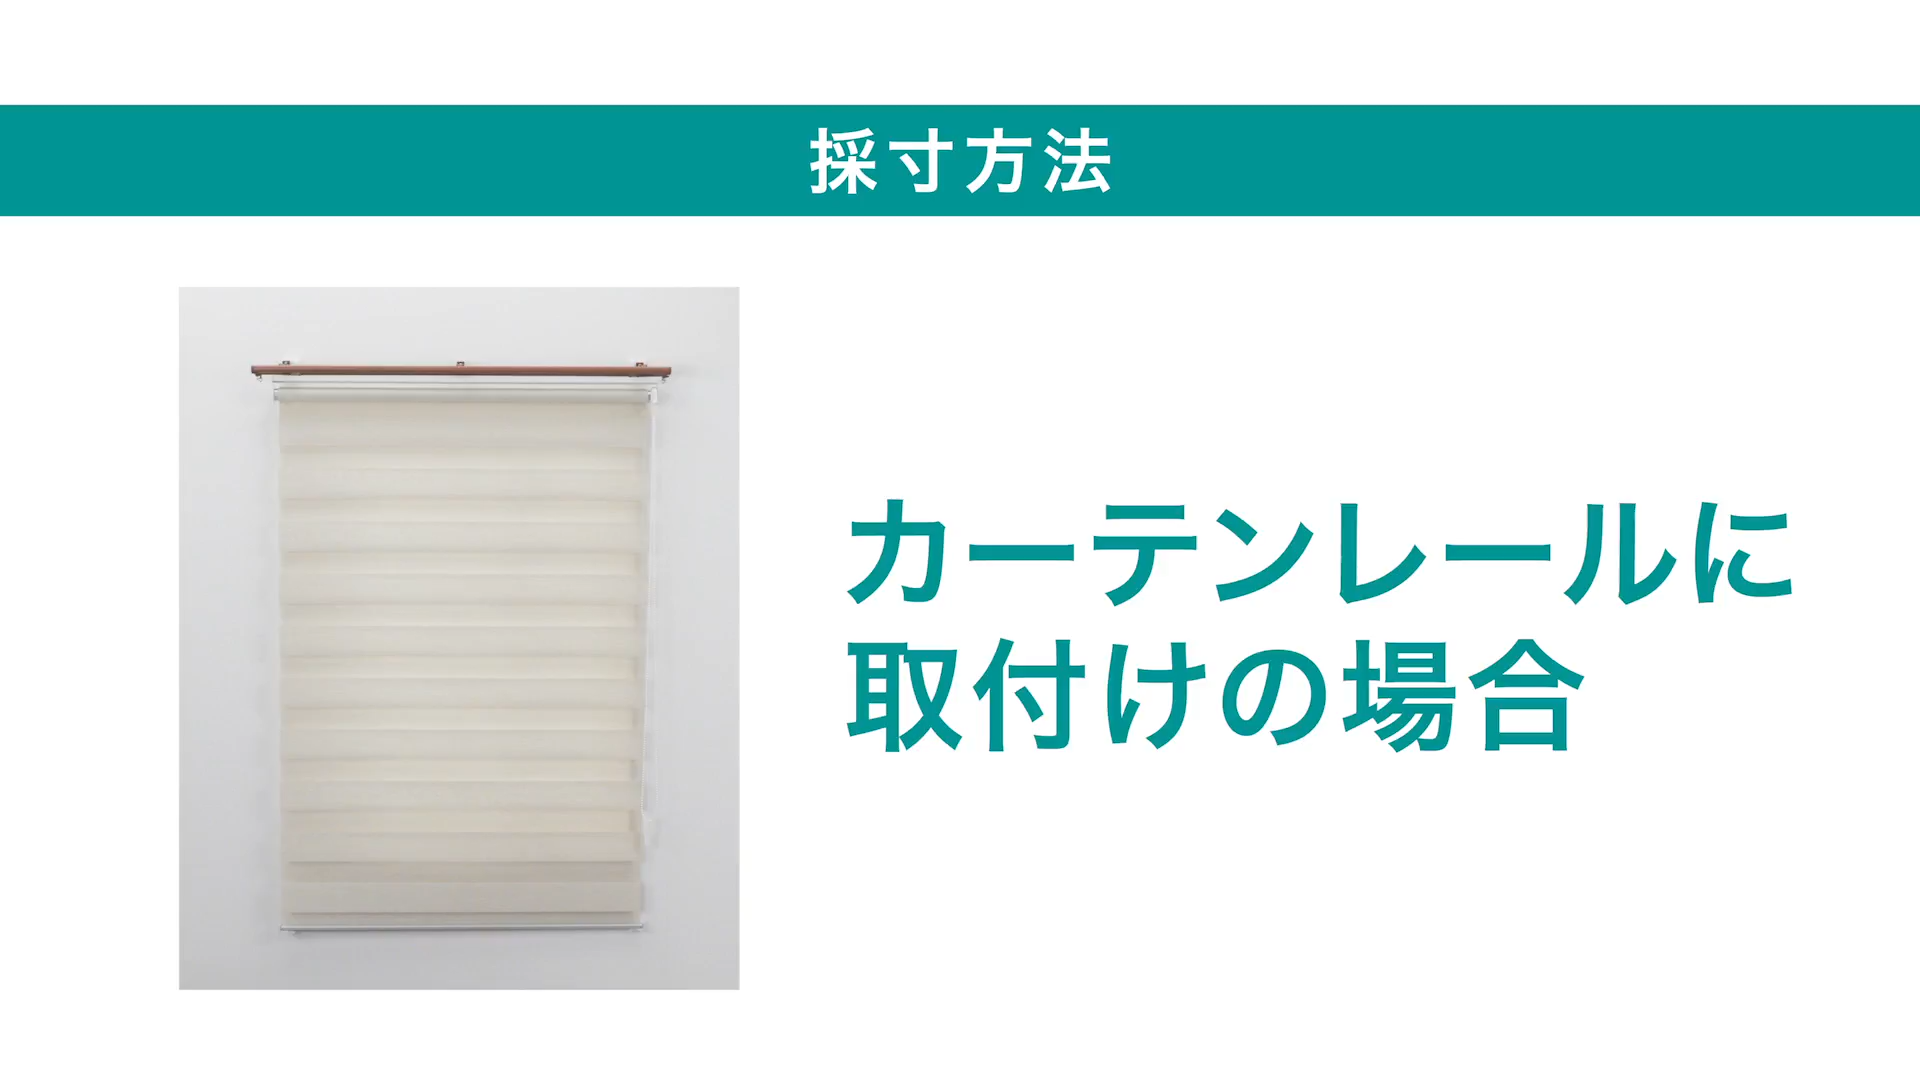 採寸方法
カーテンレールに
取付けの場合